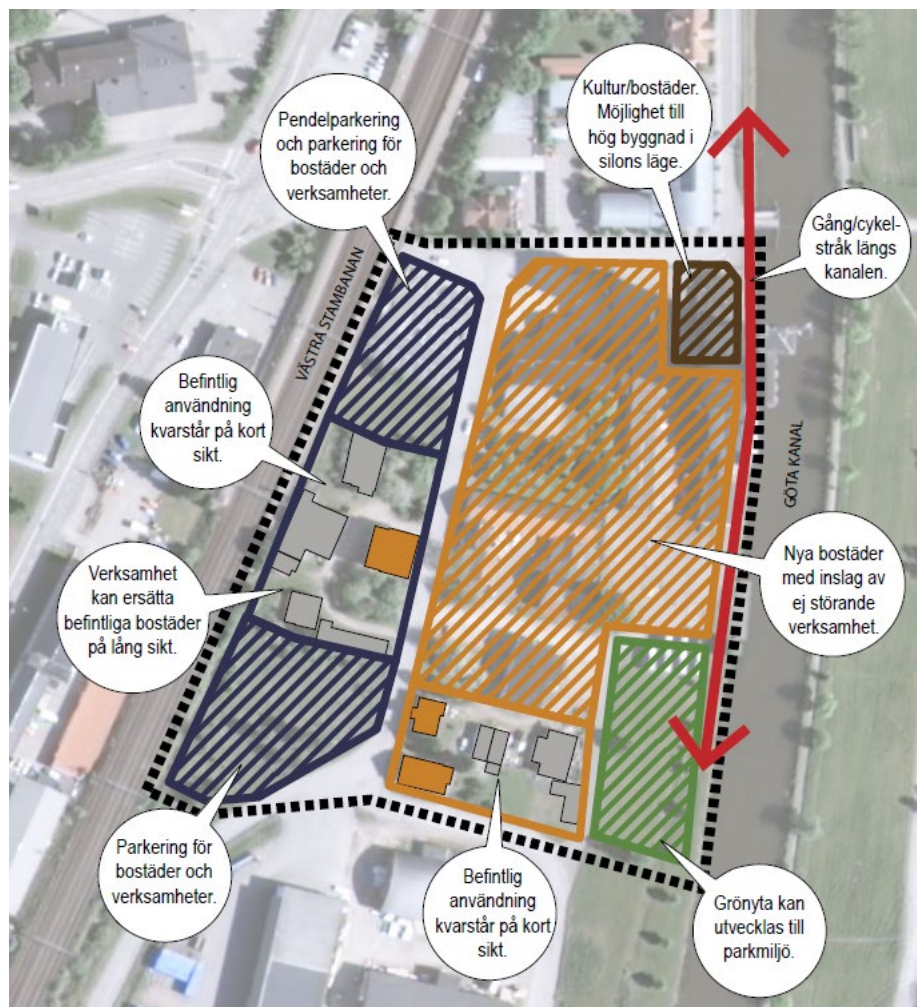 Kultur/bostäder.
Möjlighet till
hög byggnad i
silons läge.
Pendelparkering
och parkering för
bostäder och
verksamheter.
Gång/cykel-
stråk längs
kanalen.
VÄSTRA STAMBANAN
Befintlig
användning
kvarstår på kort
sikt.
GÖTA KANAL
Nya bostäder
med inslag av
ej störande
verksamhet.
Verksamhet
kan ersätta
befintliga bostäder
på lång sikt.
Parkering för
bostäder och
verksamheter.
Befintlig
användning
kvarstår på kort
sikt.
Grönyta kan
utvecklas till
parkmiljö.